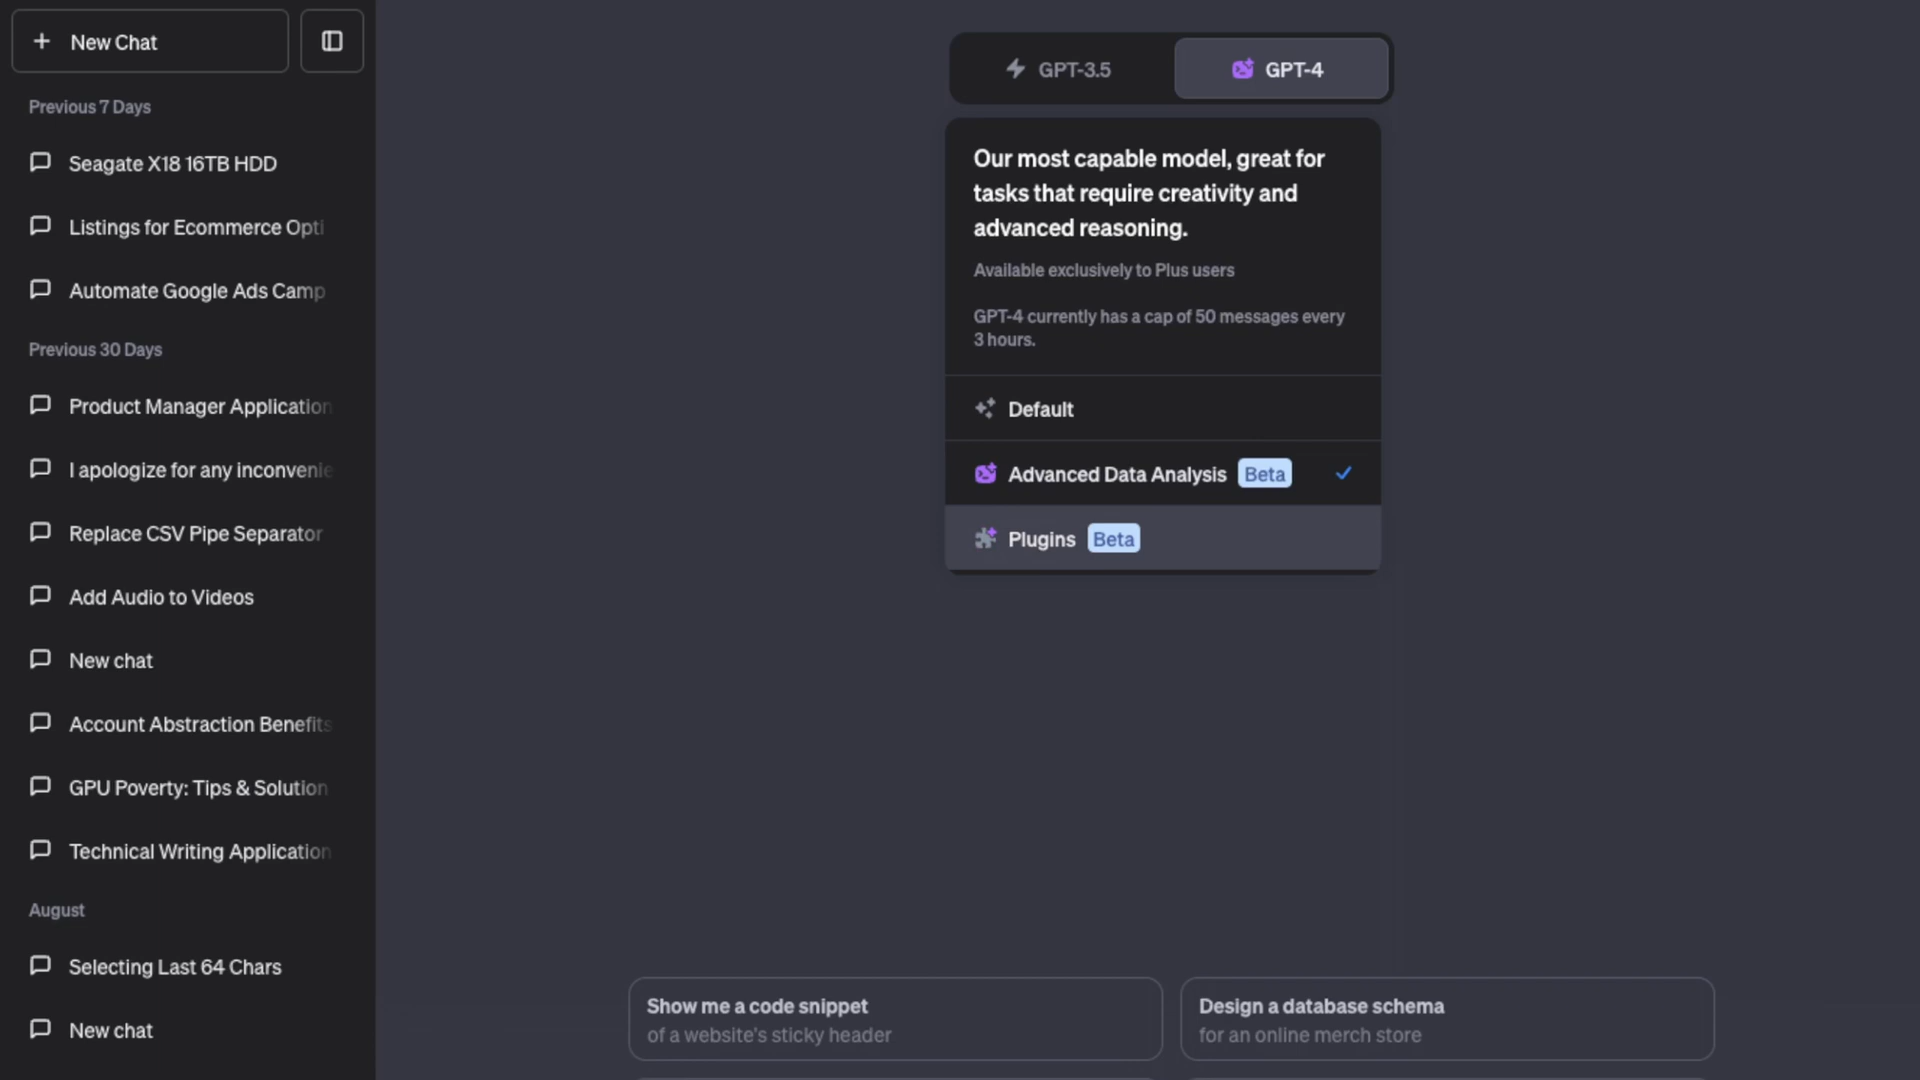 New Chat
Previous 7 Days
Seagate X18 16TB HDD
Listings for Ecommerce Opti
Automate Google Ads Camp
Previous 30 Days
Product Manager Application
I apologize for any inconvenie
Replace CSV Pipe Separator
Add Audio to Videos
New chat
Account Abstraction Benefits
GPU Poverty: Tips & Solution
Technical Writing Application
August
Selecting Last 64 Chars
New chat
GPT-3.5
GPT-4
Our most capable model, great for
tasks that require creativity and
advanced reasoning.
Available exclusively to Plus users
GPT-4 currently has a cap of 50 messages every
3 hours.
Default
Advanced Data Analysis Beta
Plugins Beta
Show me a code snippet
of a website's sticky header
Design a database schema
for an online merch store